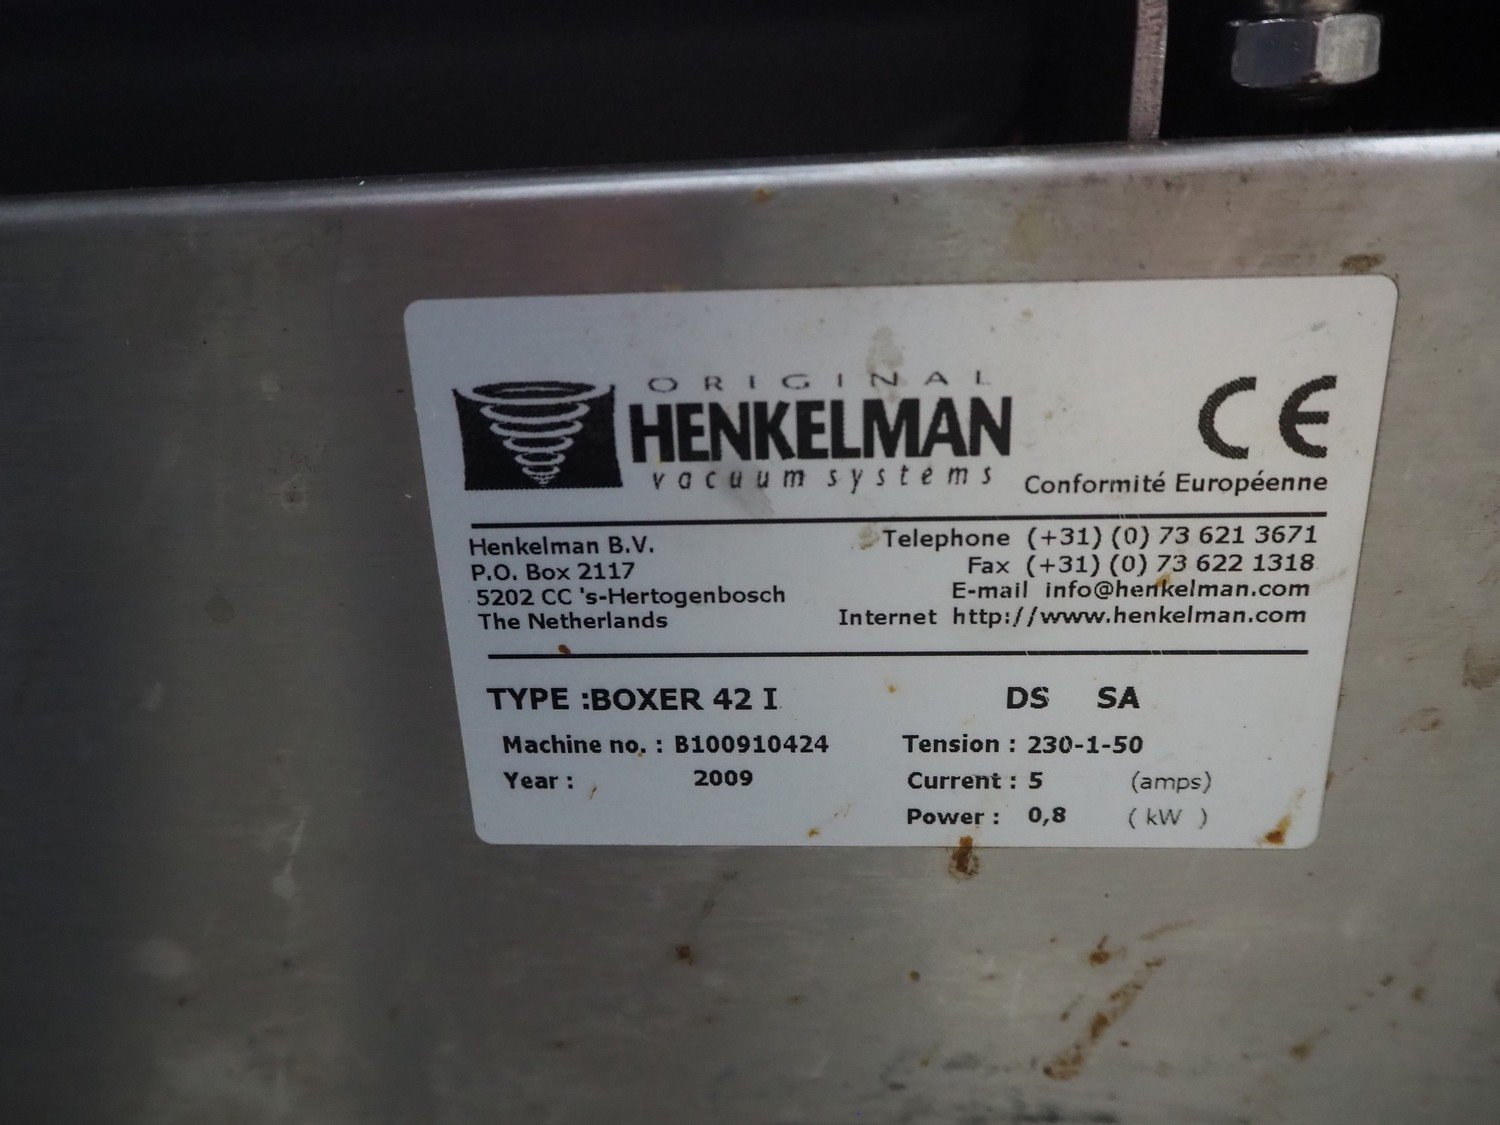 ORIGINAL
HENKELMAN
vacuum systems
CE
Conformité Européenne
Henkelman B.V.
P.O. Box 2117
5202 CC 's-Hertogenbosch
The Netherlands
Telephone (+31) (0) 73 621 3671
Fax (+31) (0) 73 622 1318
E-mail info@henkelman.com
Internet http://www.henkelman.com
TYPE :BOXER 42 I DS SA
Machine no. : B100910424
Year : 2009
Tension : 230-1-50
Current : 5 (amps)
Power : 0,8 ( kW )